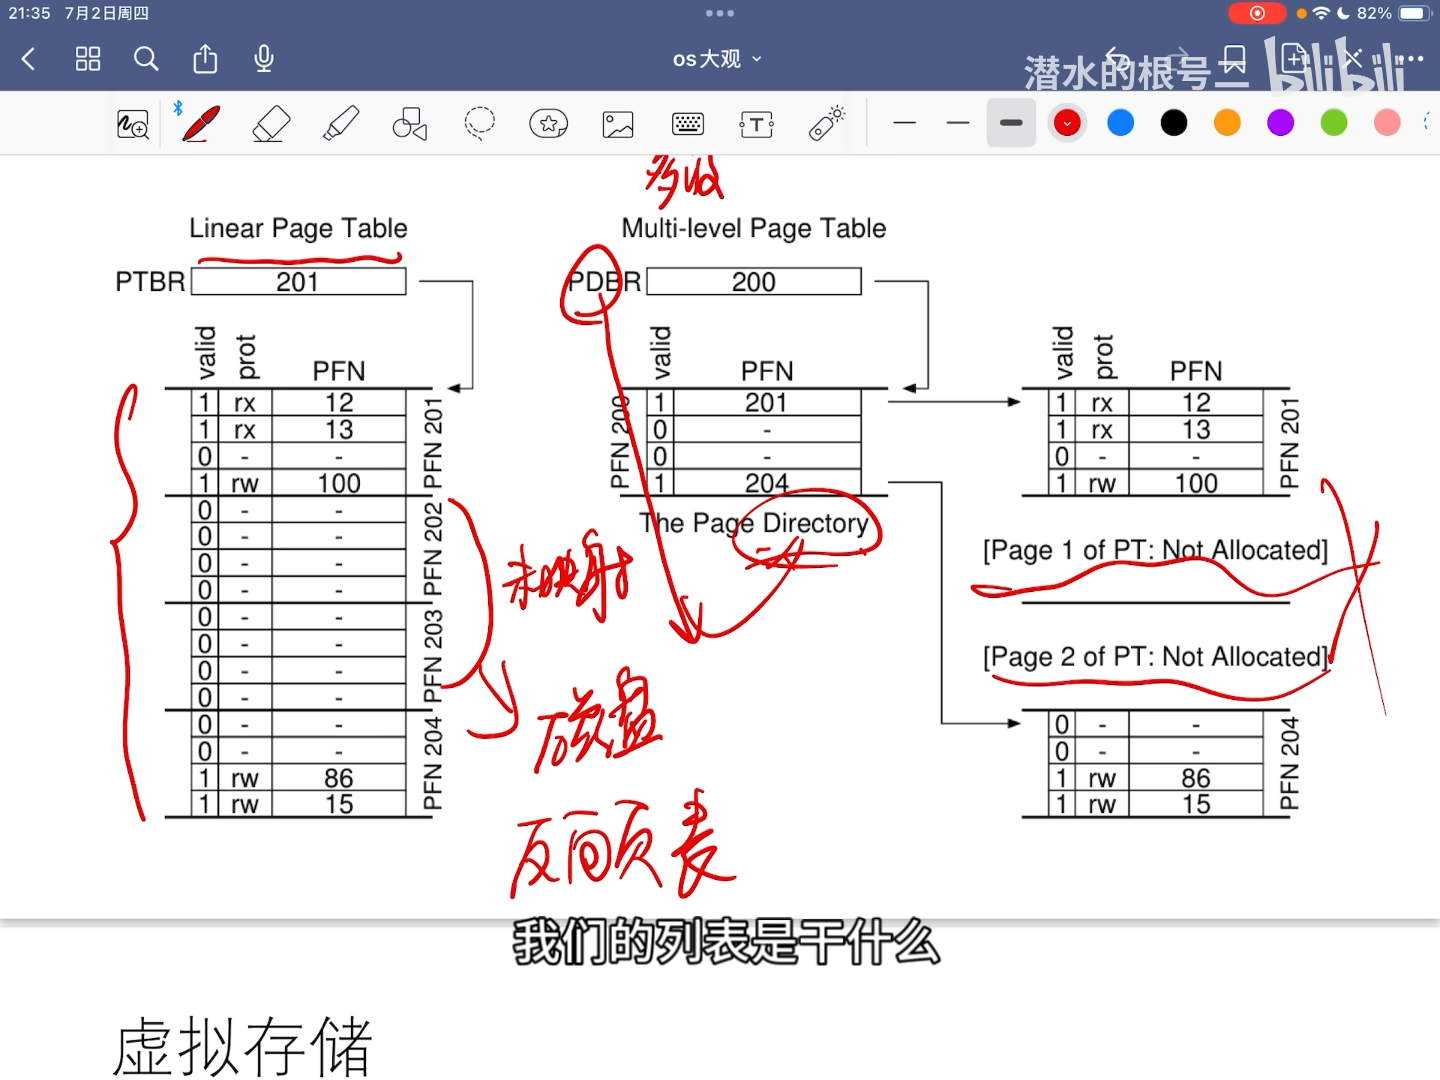 21:35 7月2日周四
82%
os大观
潜水的根号二 bilibili
多级
Linear Page Table
PTBR 201
valid prot PFN
1 rx 12
1 rx 13
0 - -
1 rw 100
PFN 201
0 - -
0 - -
0 - -
0 - -
PFN 202
0 - -
0 - -
0 - -
0 - -
PFN 203
0 - -
0 - -
1 rw 86
1 rw 15
PFN 204
Multi-level Page Table
PDBR 200
valid PFN
PFN 200
1 201
0 -
0 -
1 204
The Page Directory
valid prot PFN
1 rx 12
1 rx 13
0 - -
1 rw 100
PFN 201
[Page 1 of PT: Not Allocated]
[Page 2 of PT: Not Allocated]
0 - -
0 - -
1 rw 86
1 rw 15
PFN 204
未映射
磁盘
反向页表
我们的列表是干什么
虚拟存储